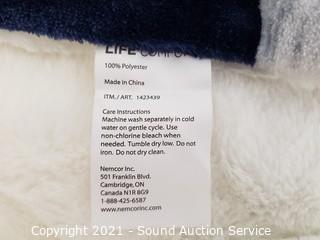 LIFE COMFORT
100% Polyester
Made in China
ITM./ ART. 1423439
Care Instructions
Machine wash separately in cold
water on gentle cycle. Use
non-chlorine bleach when
needed. Tumble dry low. Do not
iron. Do not dry clean.
Nemcor Inc.
501 Franklin Blvd.
Cambridge, ON
Canada N1R 8G9
1-888-425-6587
www.nemcorinc.com
Copyright 2021 - Sound Auction Service